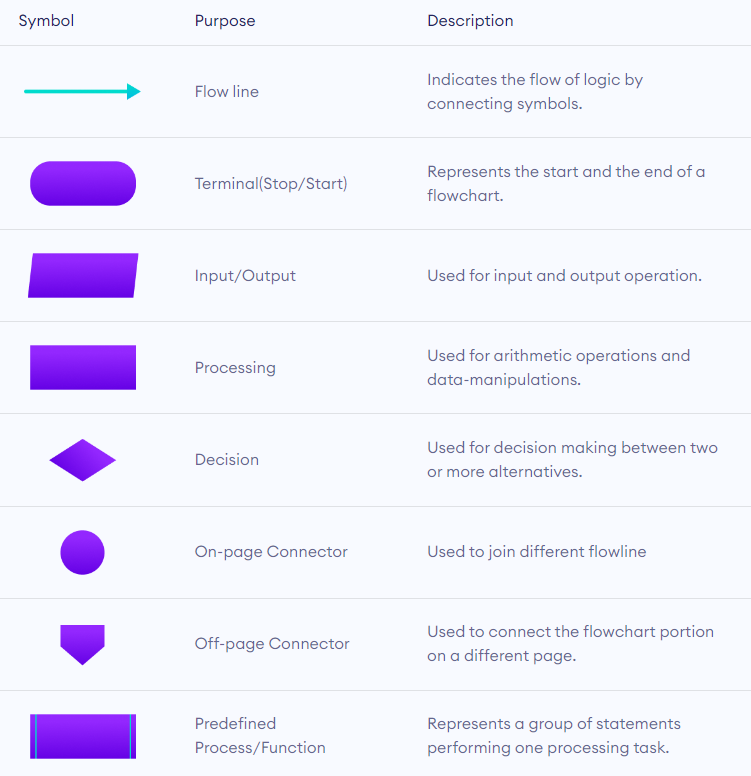 Symbol Purpose Description
Flow line
Indicates the flow of logic by
connecting symbols.
Terminal(Stop/Start)
Represents the start and the end of a
flowchart.
Input/Output
Used for input and output operation.
Processing
Used for arithmetic operations and
data-manipulations.
Decision
Used for decision making between two
or more alternatives.
On-page Connector
Used to join different flowline
Off-page Connector
Used to connect the flowchart portion
on a different page.
Predefined
Process/Function
Represents a group of statements
performing one processing task.